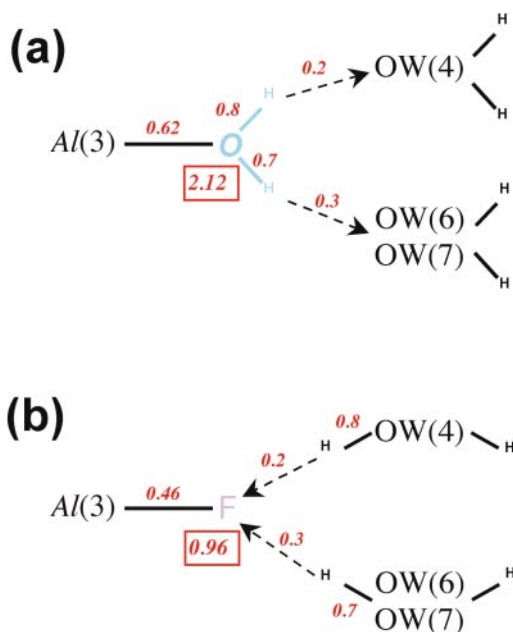 (a)
H
H
0.2
OW(4)
0.8
H
H
Al(3)
0.62
O
0.7
2.12
H
0.3
H
OW(6)
OW(7)
H
(b)
0.8
H
OW(4)
H
0.2
Al(3)
0.46
F
0.96
0.3
H
H
OW(6)
0.7
OW(7)